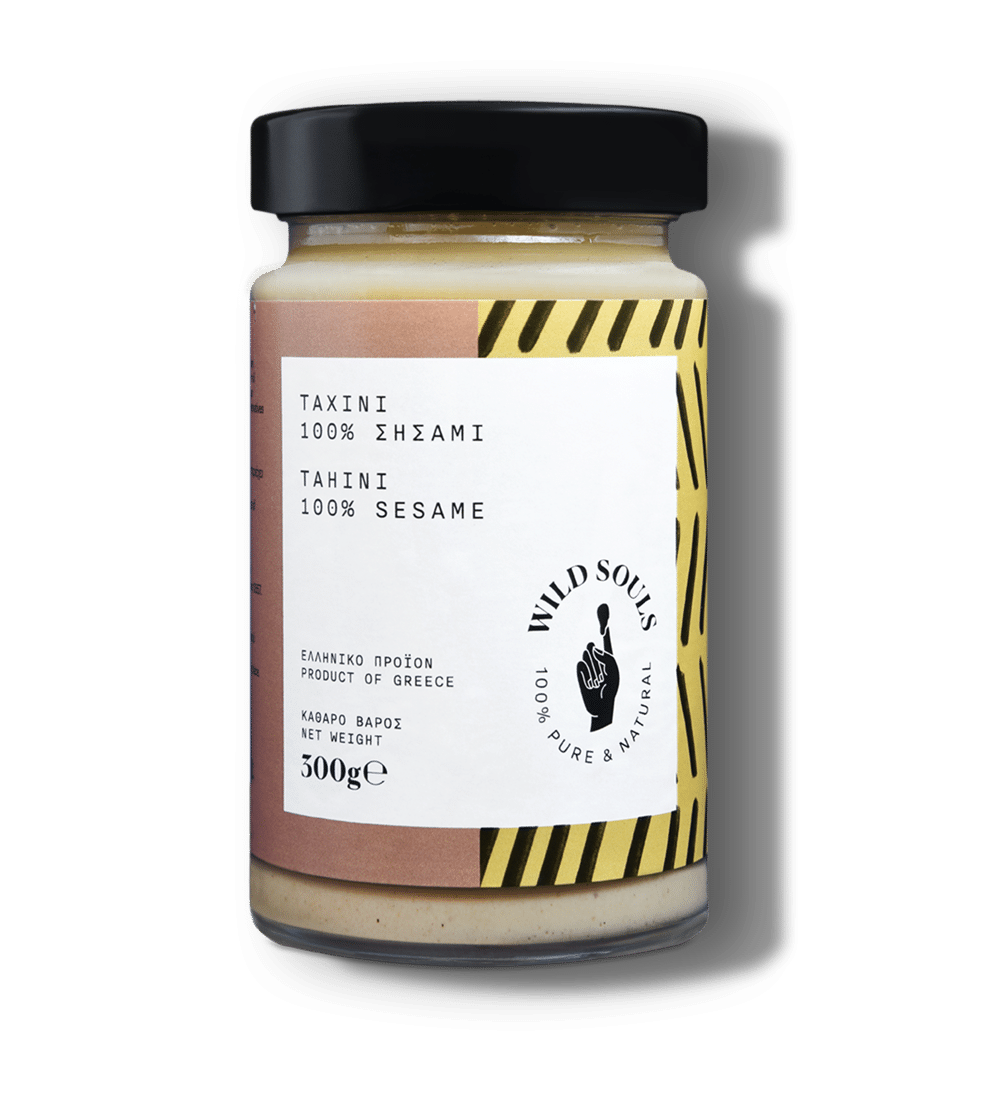 ΤΑΧΙΝΙ
100% ΣΗΣΑΜΙ
TAHINI
100% SESAME
WILD SOULS
100% PURE & NATURAL
ΕΛΛΗΝΙΚΟ ΠΡΟΪΟΝ
PRODUCT OF GREECE
ΚΑΘΑΡΟ ΒΑΡΟΣ
NET WEIGHT
300g℮